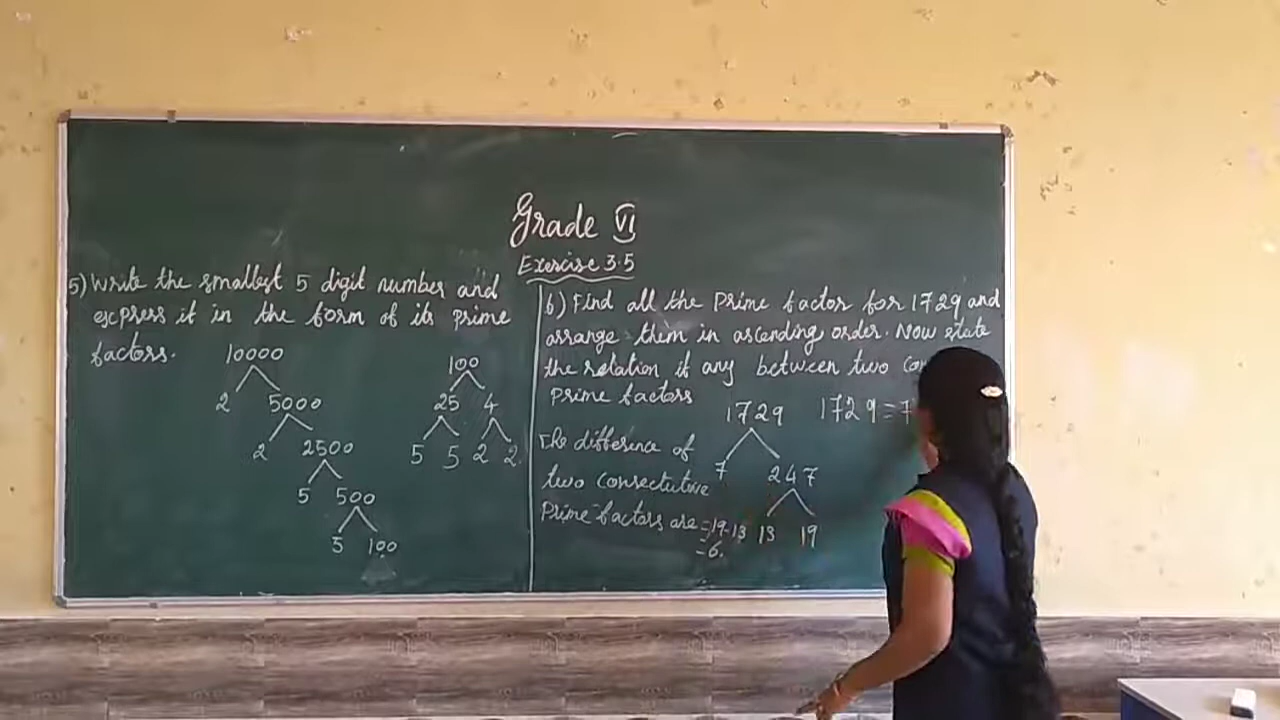 Grade VI
Exercise 3.5
5) Write the smallest 5 digit number and
express it in the form of its prime
factors.
10000
2 5000
2 2500
5 500
5 100
100
25 4
5 5 2 2
6) Find all the Prime factor for 1729 and
arrange them in ascending order. Now state
the relation if any between two
Prime factors
1729
7 247
13 19
1729 = 7
The difference of
two consectutive
Prime factors are = 19-13
= 6.